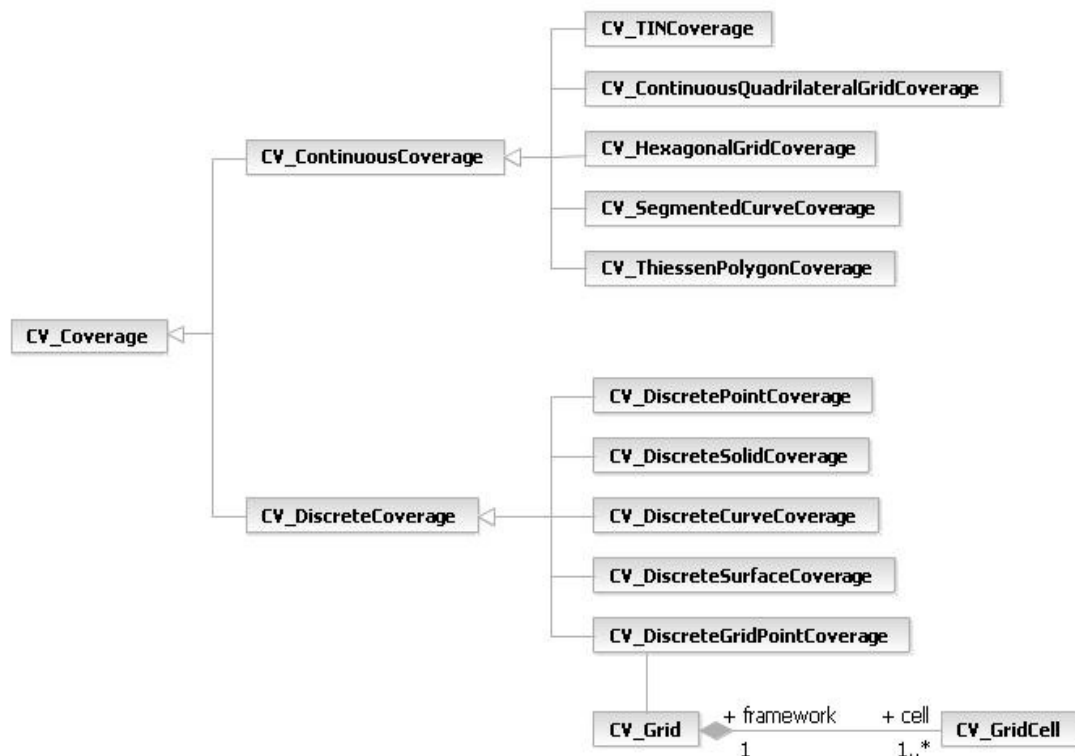 CV_TINCoverage
CV_ContinuousQuadrilateralGridCoverage
CV_ContinuousCoverage
CV_HexagonalGridCoverage
CV_SegmentedCurveCoverage
CV_ThiessenPolygonCoverage
CV_Coverage
CV_DiscretePointCoverage
CV_DiscreteSolidCoverage
CV_DiscreteCoverage
CV_DiscreteCurveCoverage
CV_DiscreteSurfaceCoverage
CV_DiscreteGridPointCoverage
CV_Grid
+ framework
1
+ cell
1..*
CV_GridCell